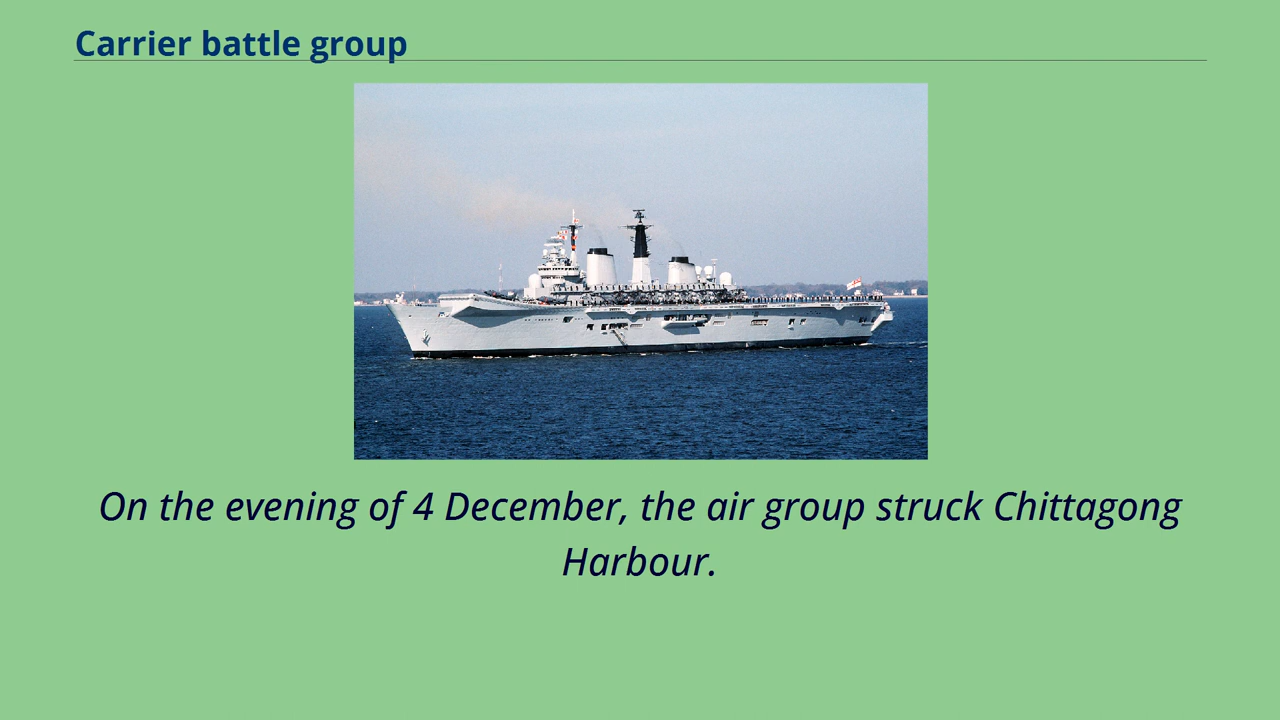 Carrier battle group
On the evening of 4 December, the air group struck Chittagong
Harbour.